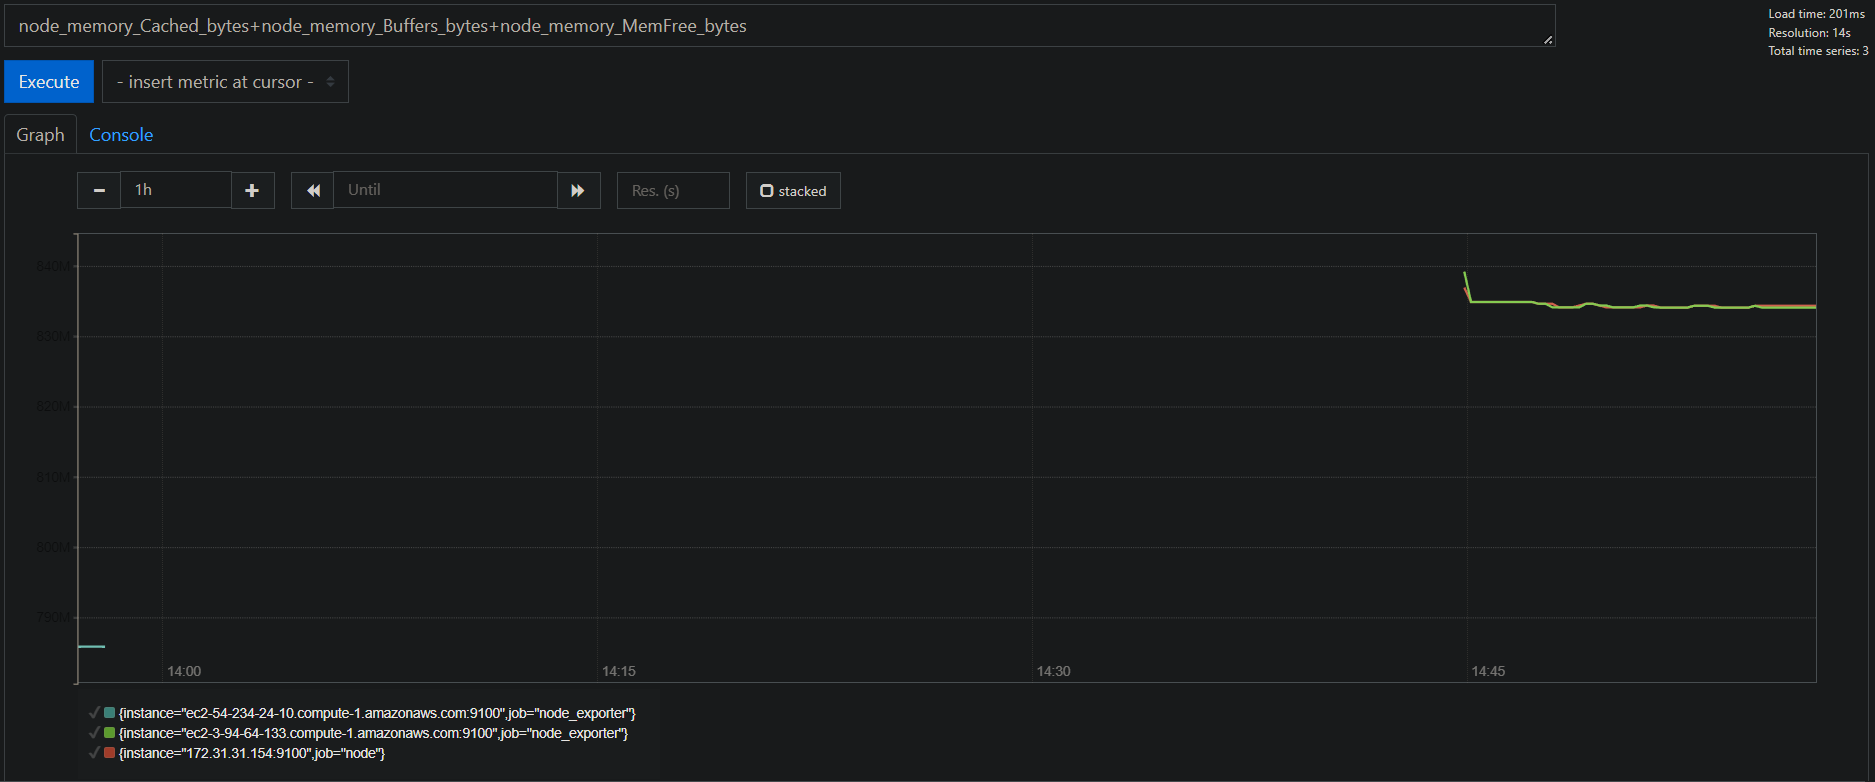 node_memory_Cached_bytes+node_memory_Buffers_bytes+node_memory_MemFree_bytes
Load time: 201ms
Resolution: 14s
Total time series: 3
Execute
- insert metric at cursor -
Graph Console
1h Until Res. (s) stacked
840M
830M
820M
810M
800M
790M
14:00 14:15 14:30 14:45
{instance="ec2-54-234-24-10.compute-1.amazonaws.com:9100",job="node_exporter"}
{instance="ec2-3-94-64-133.compute-1.amazonaws.com:9100",job="node_exporter"}
{instance="172.31.31.154:9100",job="node"}